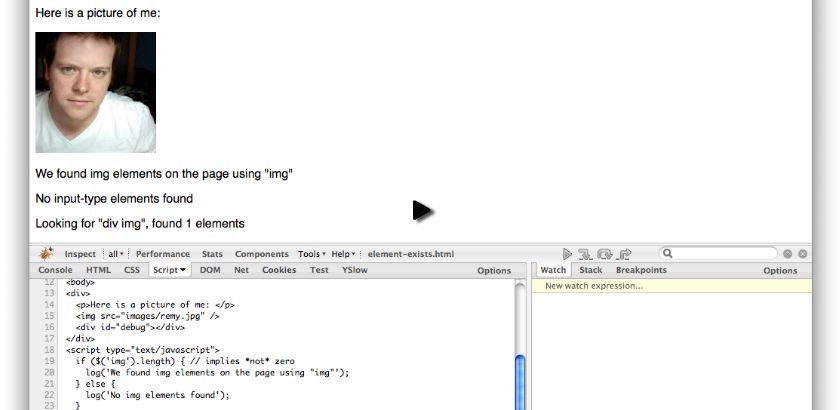 Here is a picture of me:
We found img elements on the page using "img"
No input-type elements found
Looking for "div img", found 1 elements
Inspect all Performance Stats Components Tools Help element-exists.html
Console HTML CSS Script DOM Net Cookies Test YSlow Options Watch Stack Breakpoints Options
New watch expression...
12 <body>
13 <div>
14 <p>Here is a picture of me: </p>
15 <img src="images/remy.jpg" />
16 <div id="debug"></div>
17 </div>
18 <script type="text/javascript">
19 if ($('img').length) { // implies *not* zero
20 log('We found img elements on the page using "img"');
21 } else {
22 log('No img elements found');
23 }